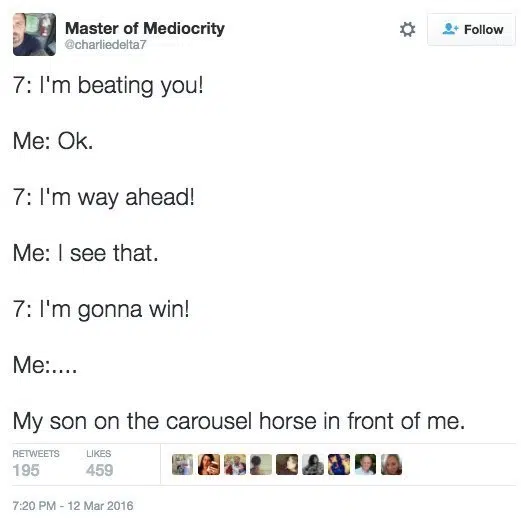 Master of Mediocrity
@charliedelta7
Follow
7: I'm beating you!
Me: Ok.
7: I'm way ahead!
Me: I see that.
7: I'm gonna win!
Me:....
My son on the carousel horse in front of me.
RETWEETS LIKES
195 459
7:20 PM - 12 Mar 2016